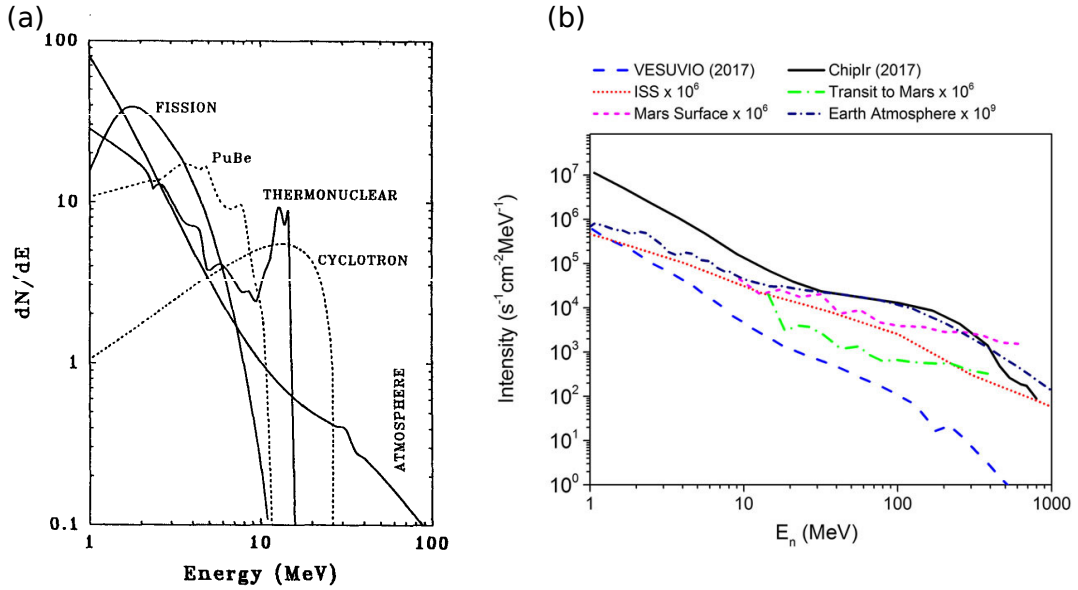 (a)
100
10
1
0.1
dN/dE
FISSION
PuBe
THERMONUCLEAR
CYCLOTRON
ATMOSPHERE
1
10
100
Energy (MeV)
(b)
VESUVIO (2017)
ChipIr (2017)
ISS x 10⁶
Transit to Mars x 10⁶
Mars Surface x 10⁶
Earth Atmosphere x 10⁹
10⁷
10⁶
10⁵
10⁴
10³
10²
10¹
10⁰
Intensity (s⁻¹cm⁻²MeV⁻¹)
1
10
100
1000
Eₙ (MeV)